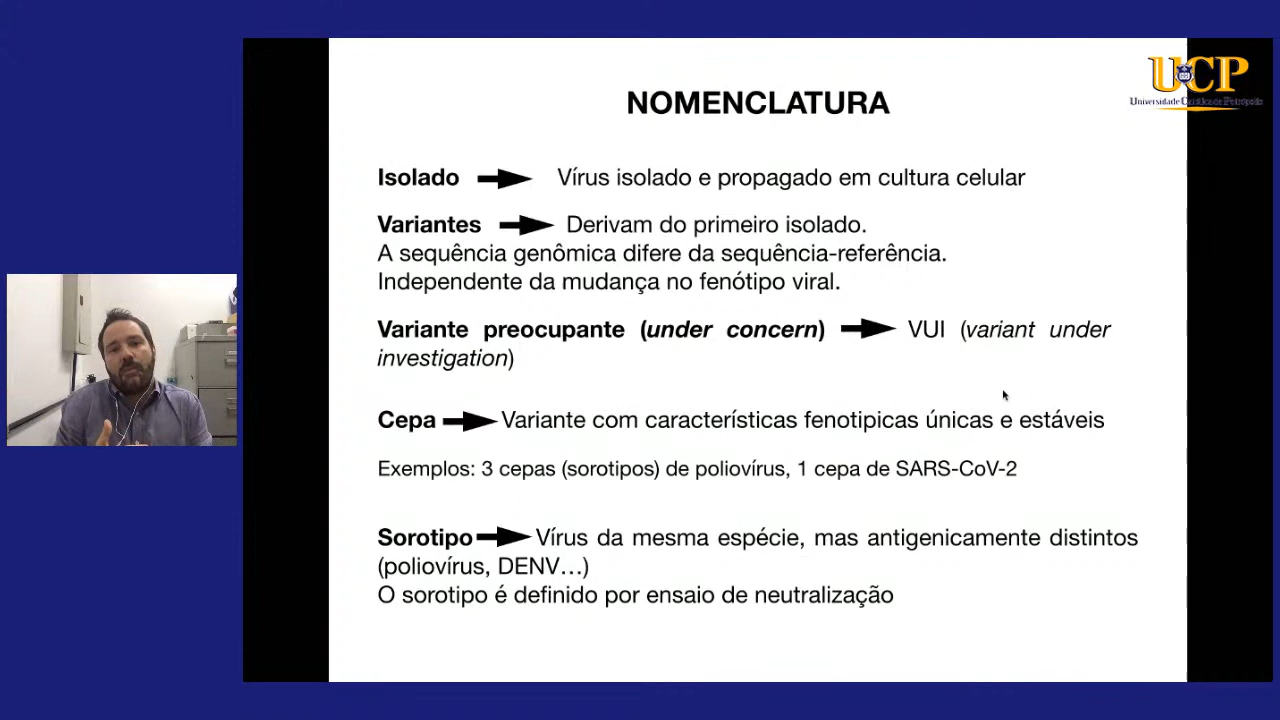 UCP
Universidade Católica de Petrópolis
NOMENCLATURA
Isolado Vírus isolado e propagado em cultura celular
Variantes Derivam do primeiro isolado.
A sequência genômica difere da sequência-referência.
Independente da mudança no fenótipo viral.
Variante preocupante (under concern) VUI (variant under
investigation)
Cepa Variante com características fenotipicas únicas e estáveis
Exemplos: 3 cepas (sorotipos) de poliovírus, 1 cepa de SARS-CoV-2
Sorotipo Vírus da mesma espécie, mas antigenicamente distintos
(poliovírus, DENV…)
O sorotipo é definido por ensaio de neutralização